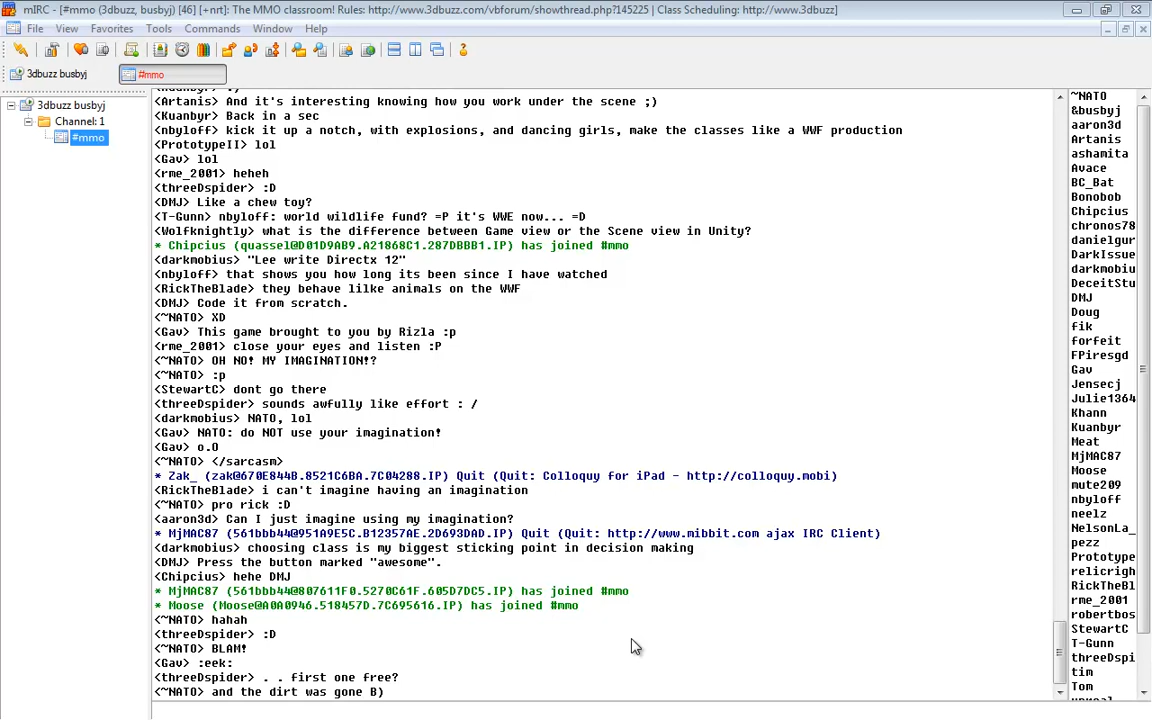 mIRC - [#mmo (3dbuzz, busbyj) [46] [+nrt]: The MMO classroom! Rules: http://www.3dbuzz.com/vbforum/showthread.php?145225 | Class Scheduling: http://www.3dbuzz]
File View Favorites Tools Commands Window Help
3dbuzz busbyj #mmo
3dbuzz busbyj
Channel: 1
#mmo
<Artanis> And it's interesting knowing how you work under the scene ;)
<Kuanbyr> Back in a sec
<nbyloff> kick it up a notch, with explosions, and dancing girls, make the classes like a WWF production
<PrototypeII> lol
<Gav> lol
<rme_2001> heheh
<threeDspider> :D
<DMJ> Like a chew toy?
<T-Gunn> nbyloff: world wildlife fund? =P it's WWE now... =D
<Wolfknightly> what is the difference between Game view or the Scene view in Unity?
* Chipcius (quassel@D01D9AB9.A21868C1.287DBBB1.IP) has joined #mmo
<darkmobius> "Lee write Directx 12"
<nbyloff> that shows you how long its been since I have watched
<RickTheBlade> they behave lilke animals on the WWF
<DMJ> Code it from scratch.
<~NATO> XD
<Gav> This game brought to you by Rizla :p
<rme_2001> close your eyes and listen :P
<~NATO> OH NO! MY IMAGINATION!?
<~NATO> :p
<StewartC> dont go there
<threeDspider> sounds awfully like effort : /
<darkmobius> NATO, lol
<Gav> NATO: do NOT use your imagination!
<Gav> o.O
<~NATO> </sarcasm>
* Zak_ (zak@670E844B.8521C6BA.7C04288.IP) Quit (Quit: Colloquy for iPad - http://colloquy.mobi)
<RickTheBlade> i can't imagine having an imagination
<~NATO> pro rick :D
<aaron3d> Can I just imagine using my imagination?
* MjMAC87 (561bbb44@951A9E5C.B12357AE.2D693DAD.IP) Quit (Quit: http://www.mibbit.com ajax IRC Client)
<darkmobius> choosing class is my biggest sticking point in decision making
<DMJ> Press the button marked "awesome".
<Chipcius> hehe DMJ
* MjMAC87 (561bbb44@807611F0.5270C61F.605D7DC5.IP) has joined #mmo
* Moose (Moose@A0A0946.518457D.7C695616.IP) has joined #mmo
<~NATO> hahah
<threeDspider> :D
<~NATO> BLAM!
<Gav> :eek:
<threeDspider> . . first one free?
<~NATO> and the dirt was gone B)
~NATO
&busbyj
aaron3d
Artanis
ashamita
Avace
BC_Bat
Bonobob
Chipcius
chronos78
danielgur
DarkIssue
darkmobiu
DeceitStu
DMJ
Doug
fik
forfeit
FPiresgd
Gav
Jensecj
Julie1364
Khann
Kuanbyr
Meat
MjMAC87
Moose
mute209
nbyloff
neelz
NelsonLa_
pezz
Prototype
relicrigh
RickTheBl
rme_2001
robertbos
StewartC
T-Gunn
threeDspi
tim
Tom